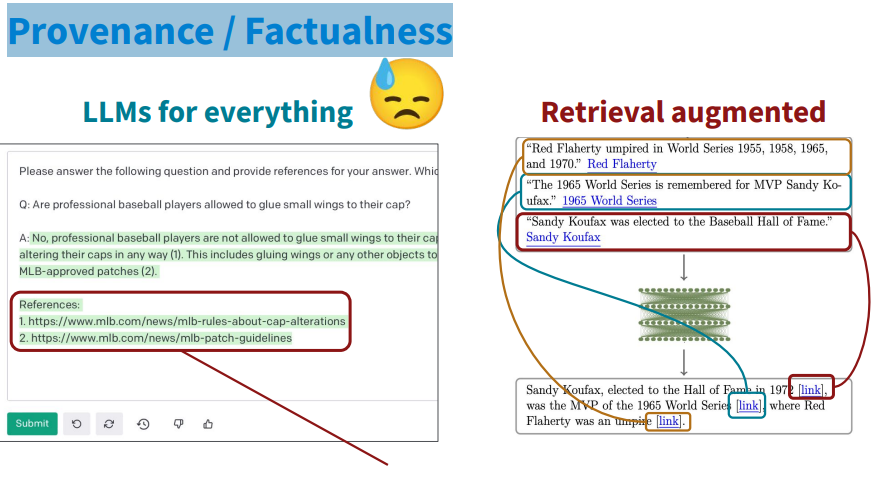 Provenance / Factualness
LLMs for everything
Please answer the following question and provide references for your answer.
Q: Are professional baseball players allowed to glue small wings to their cap?
A: No, professional baseball players are not allowed to glue small wings to their
altering their caps in any way (1). This includes gluing wings or any other objects to
MLB-approved patches (2).
References:
1. https://www.mlb.com/news/mlb-rules-about-cap-alterations
2. https://www.mlb.com/news/mlb-patch-guidelines
Submit
Retrieval augmented
“Red Flaherty umpired in World Series 1955, 1958, 1965,
and 1970.” Red Flaherty
“The 1965 World Series is remembered for MVP Sandy Ko-
ufax.” 1965 World Series
“Sandy Koufax was elected to the Baseball Hall of Fame.”
Sandy Koufax
Sandy Koufax, elected to the Hall of Fame in 1972 [link],
was the MVP of the 1965 World Series [link], where Red
Flaherty was an umpire [link].